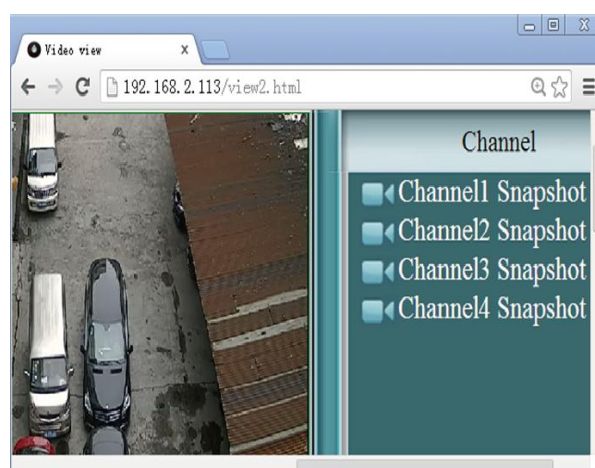 Video view
192.168.2.113/view2.html
Channel
Channel1 Snapshot
Channel2 Snapshot
Channel3 Snapshot
Channel4 Snapshot